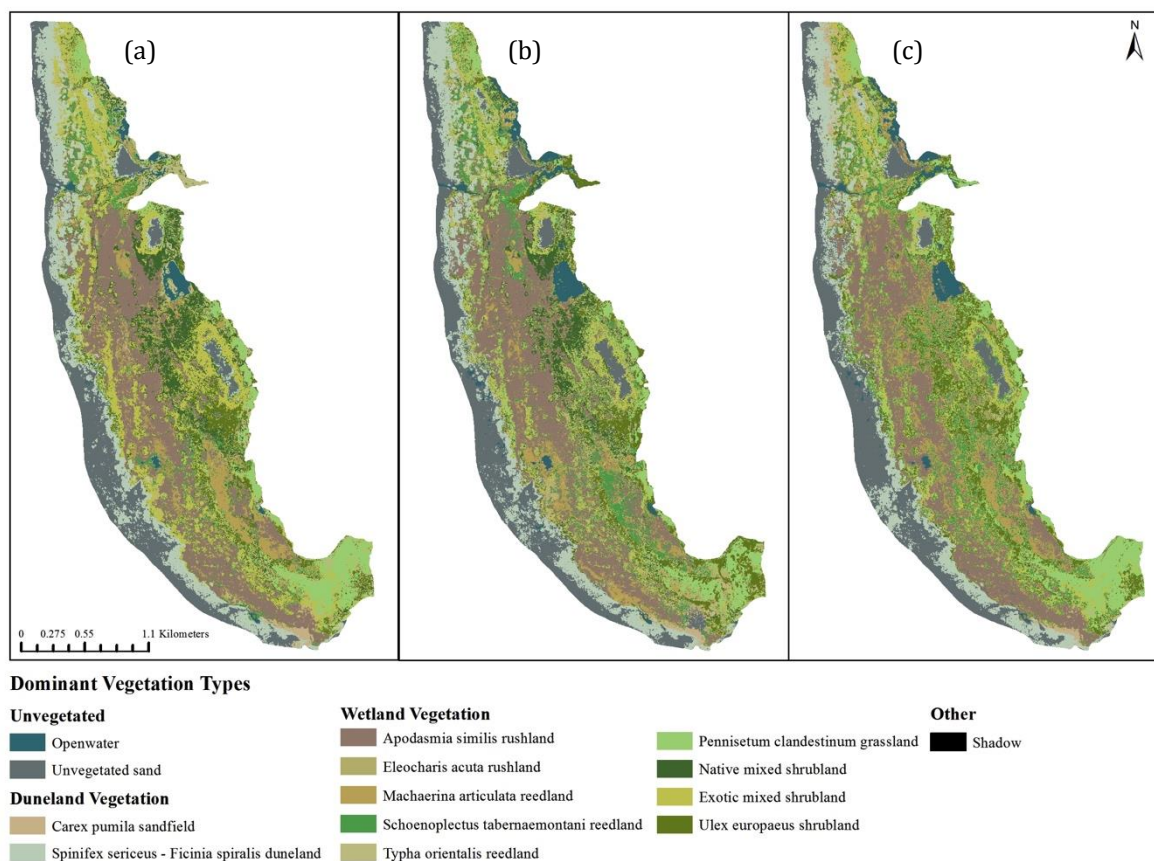 (a)
(b)
(c)
N
0 0.275 0.55 1.1 Kilometers
Dominant Vegetation Types
Unvegetated
Openwater
Unvegetated sand
Duneland Vegetation
Carex pumila sandfield
Spinifex sericeus - Ficinia spiralis duneland
Wetland Vegetation
Apodasmia similis rushland
Eleocharis acuta rushland
Machaerina articulata reedland
Schoenoplectus tabernaemontani reedland
Typha orientalis reedland
Pennisetum clandestinum grassland
Native mixed shrubland
Exotic mixed shrubland
Ulex europaeus shrubland
Other
Shadow